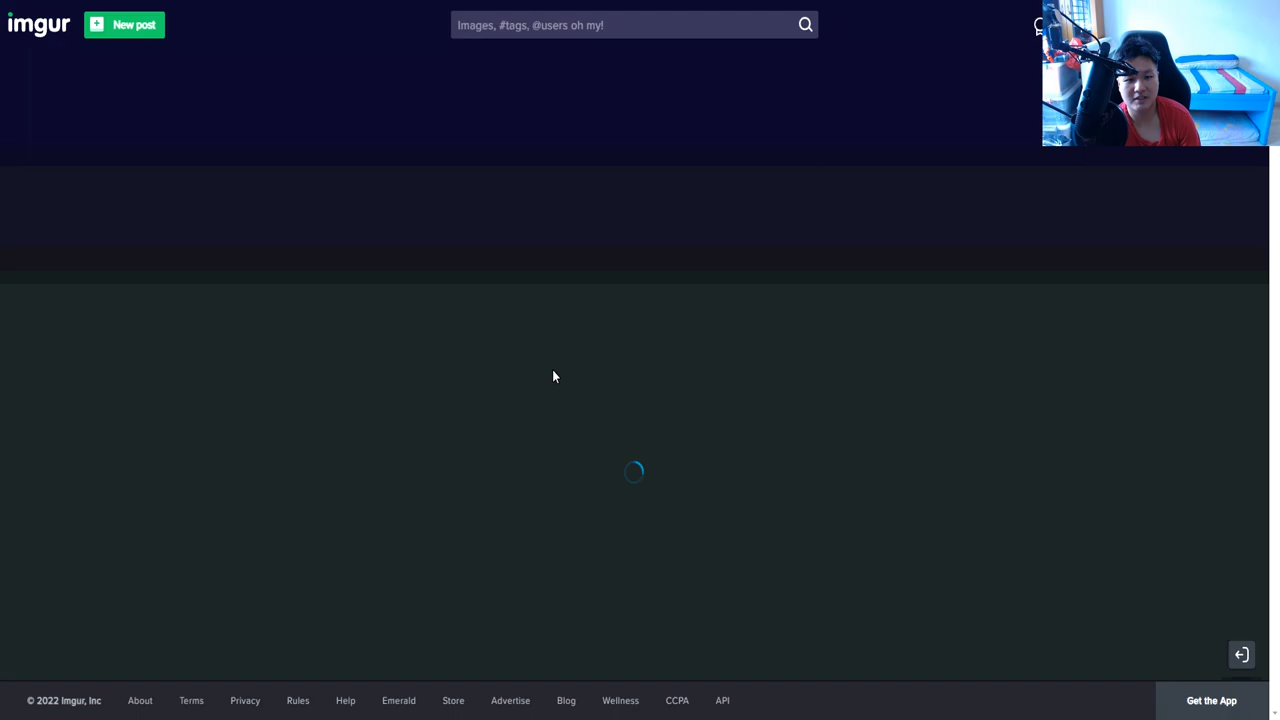 imgur
New post
Images, #tags, @users oh my!
© 2022 Imgur, Inc
About
Terms
Privacy
Rules
Help
Emerald
Store
Advertise
Blog
Wellness
CCPA
API
Get the App